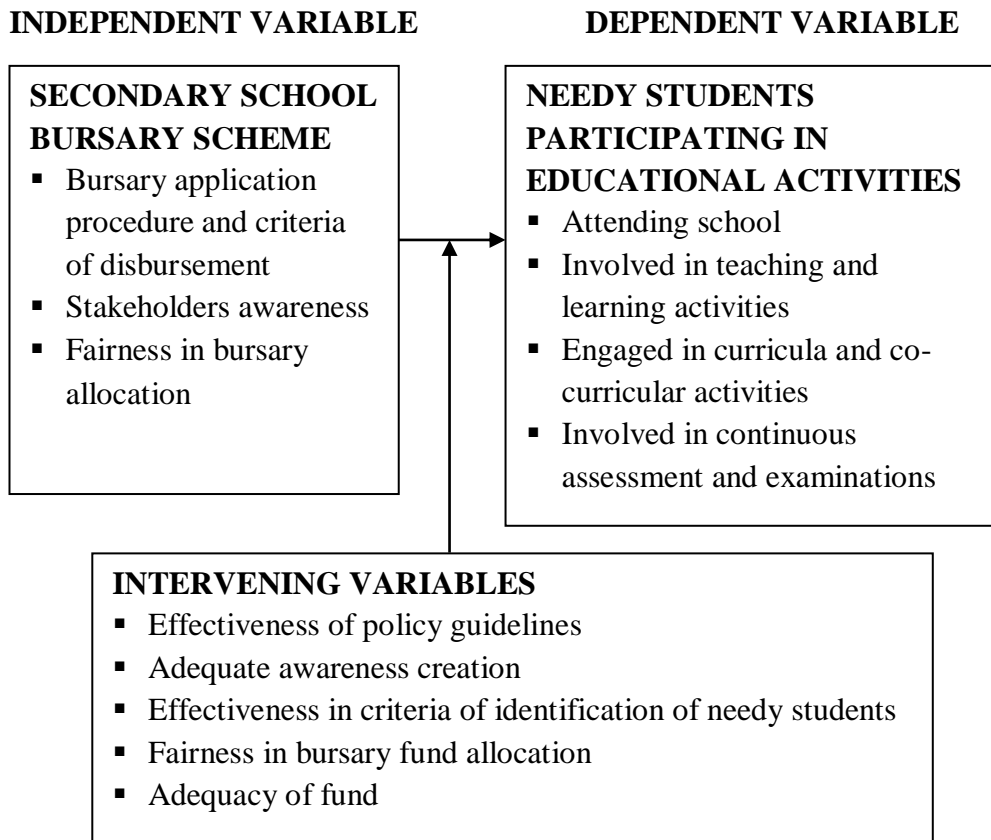 INDEPENDENT VARIABLE
SECONDARY SCHOOL
BURSARY SCHEME
▪ Bursary application
procedure and criteria
of disbursement
▪ Stakeholders awareness
▪ Fairness in bursary
allocation
DEPENDENT VARIABLE
NEEDY STUDENTS
PARTICIPATING IN
EDUCATIONAL ACTIVITIES
▪ Attending school
▪ Involved in teaching and
learning activities
▪ Engaged in curricula and co-
curricular activities
▪ Involved in continuous
assessment and examinations
INTERVENING VARIABLES
▪ Effectiveness of policy guidelines
▪ Adequate awareness creation
▪ Effectiveness in criteria of identification of needy students
▪ Fairness in bursary fund allocation
▪ Adequacy of fund